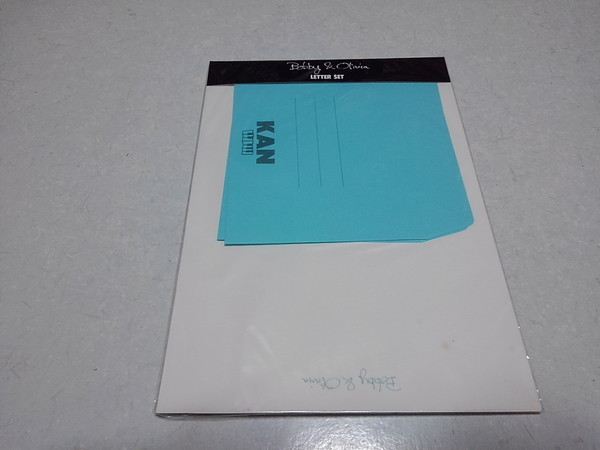 Bobby & Olivia
LETTER SET
KAN
Bobby & Olivia